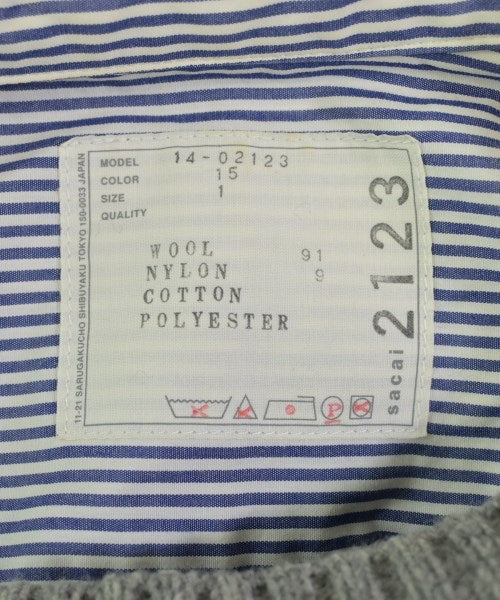 MODEL 14-02123
COLOR 15
SIZE 1
QUALITY
WOOL 91
NYLON 9
COTTON
POLYESTER
P
sacai 2123
11-21 SARUGAKUCHO SHIBUYAKU TOKYO 150-0033 JAPAN